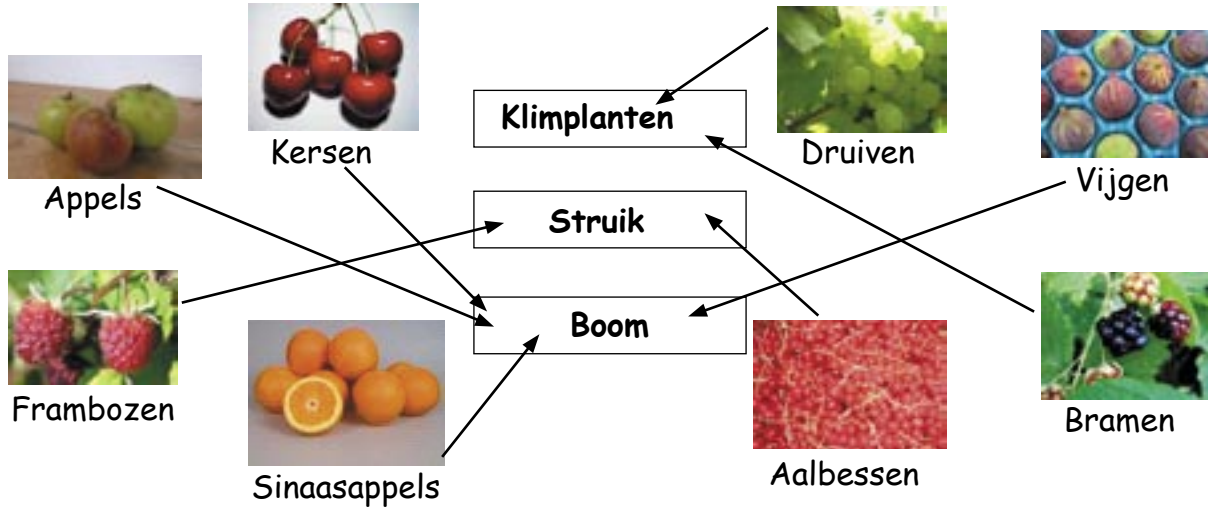 Kersen
Klimplanten
Druiven
Vijgen
Appels
Struik
Boom
Frambozen
Bramen
Sinaasappels
Aalbessen